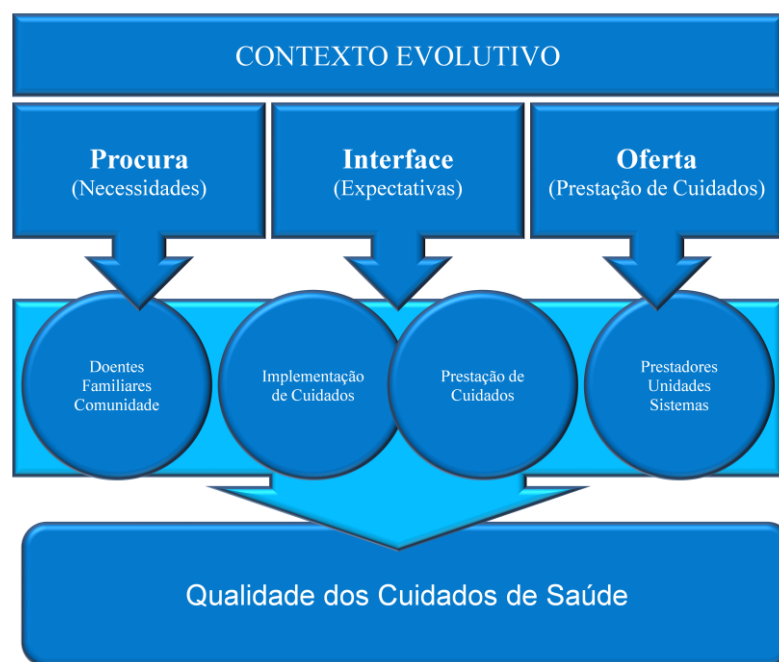 CONTEXTO EVOLUTIVO
Procura
(Necessidades)
Interface
(Expectativas)
Oferta
(Prestação de Cuidados)
Doentes
Familiares
Comunidade
Implementação
de Cuidados
Prestação de
Cuidados
Prestadores
Unidades
Sistemas
Qualidade dos Cuidados de Saúde